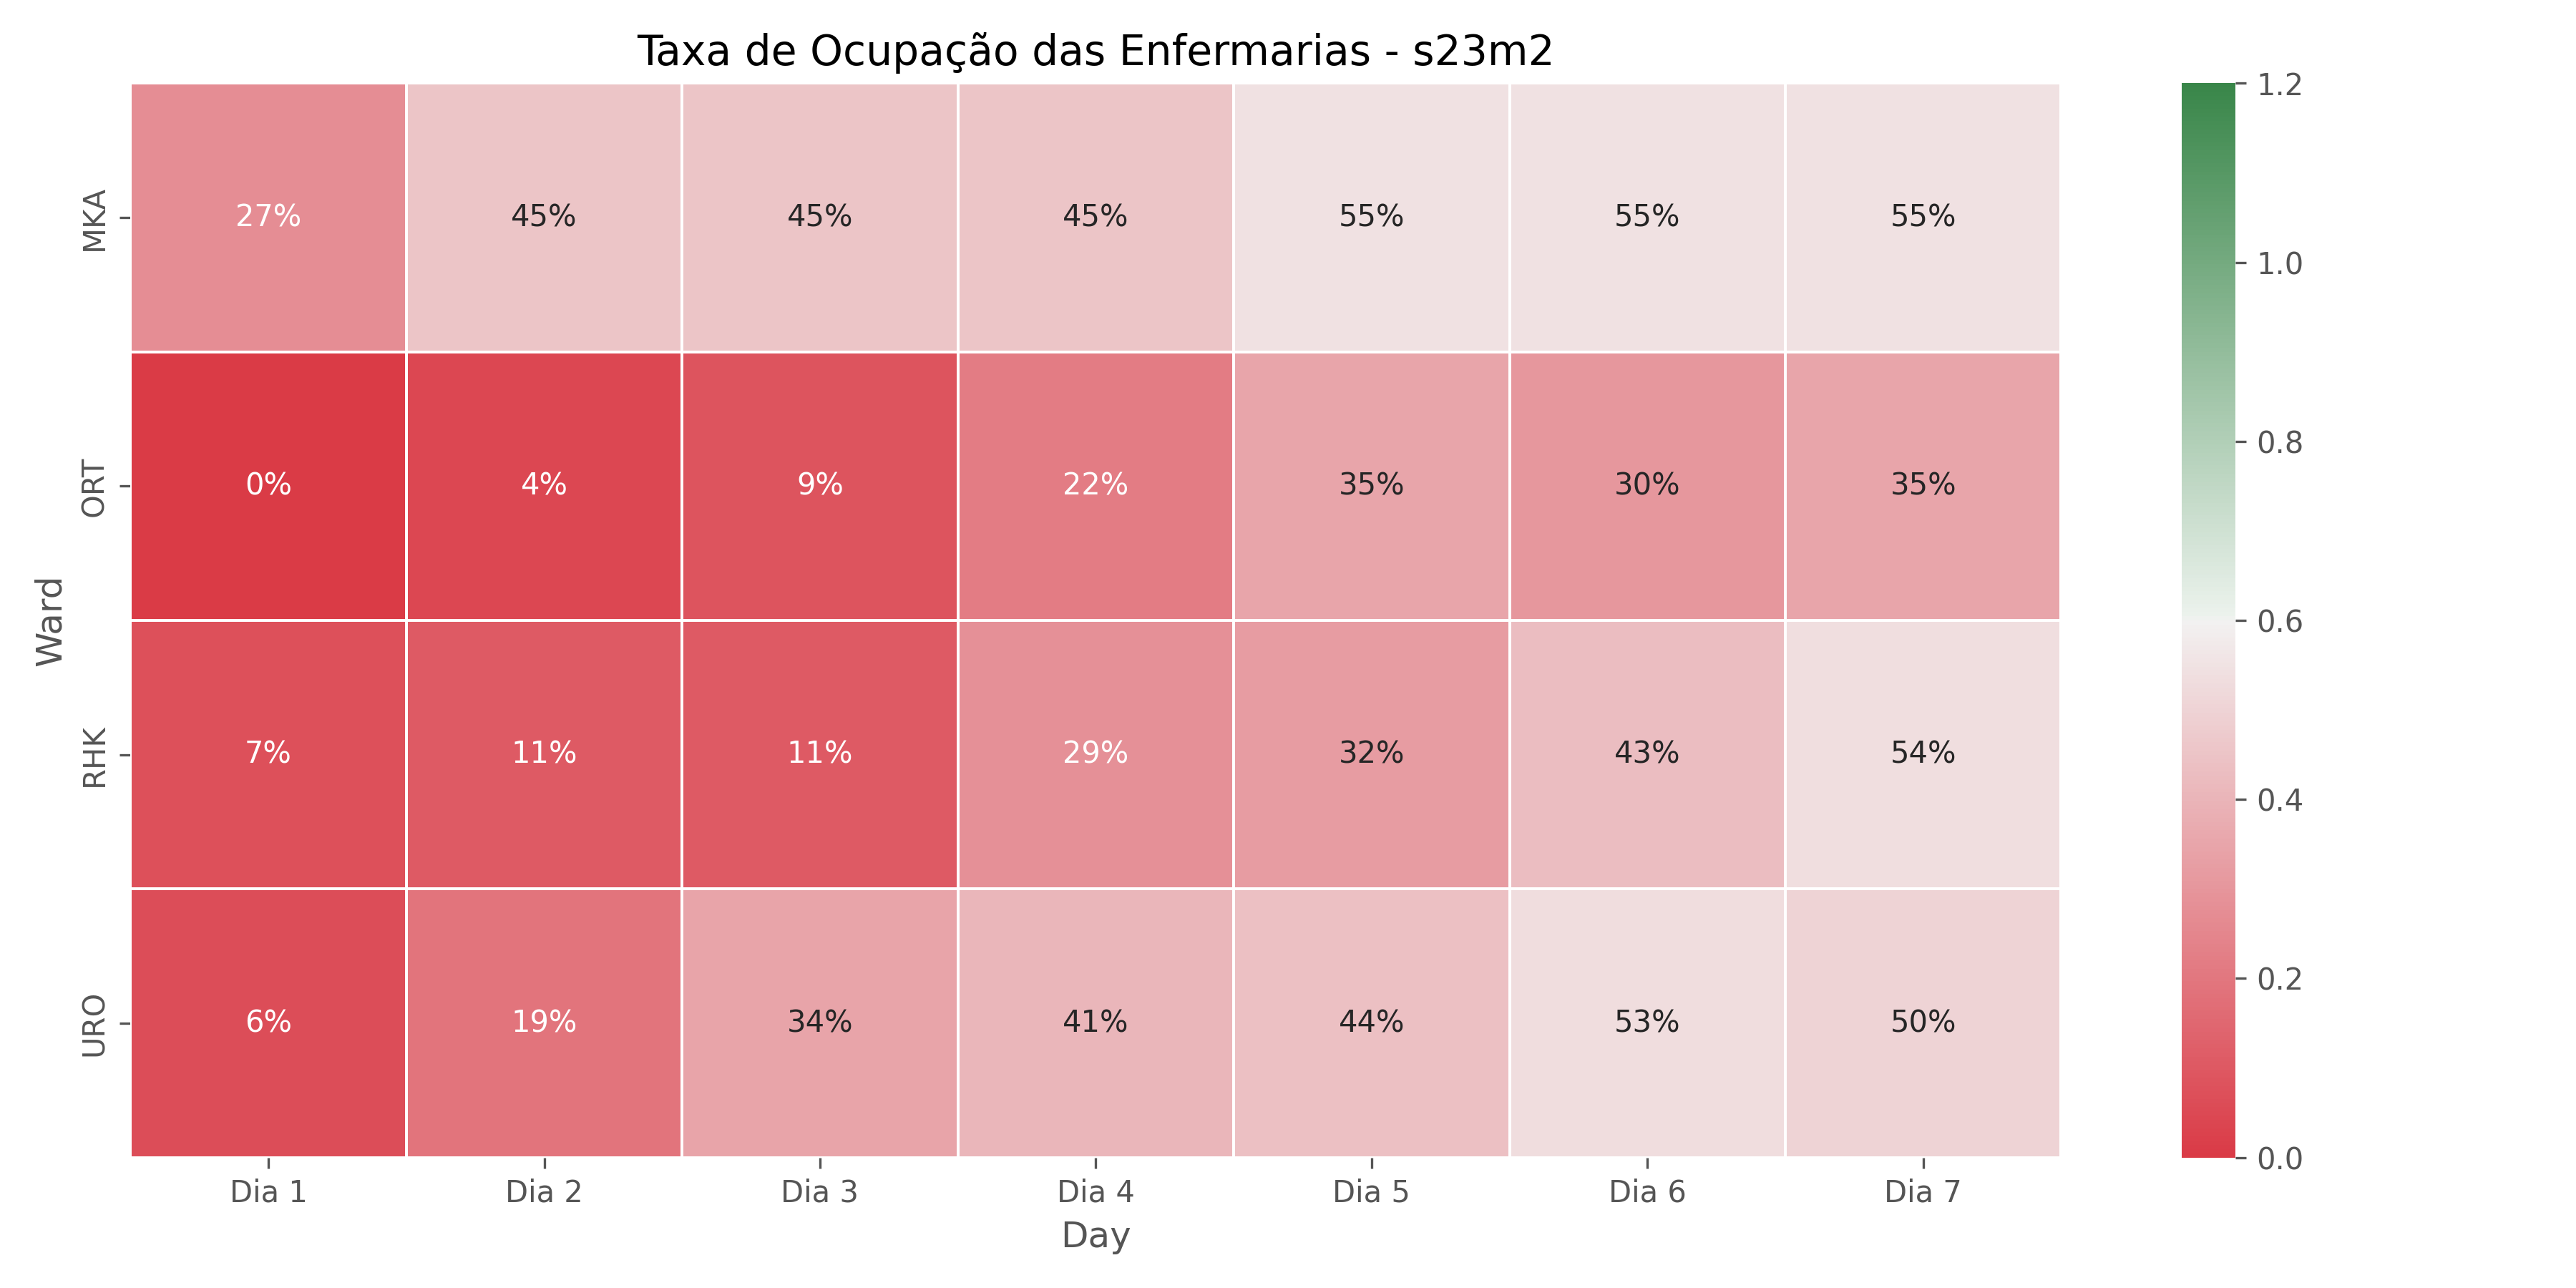 Taxa de Ocupação das Enfermarias - s23m2
Ward
MKA 27% 45% 45% 45% 55% 55% 55%
ORT 0% 4% 9% 22% 35% 30% 35%
RHK 7% 11% 11% 29% 32% 43% 54%
URO 6% 19% 34% 41% 44% 53% 50%
Dia 1 Dia 2 Dia 3 Dia 4 Dia 5 Dia 6 Dia 7
Day
1.2
1.0
0.8
0.6
0.4
0.2
0.0